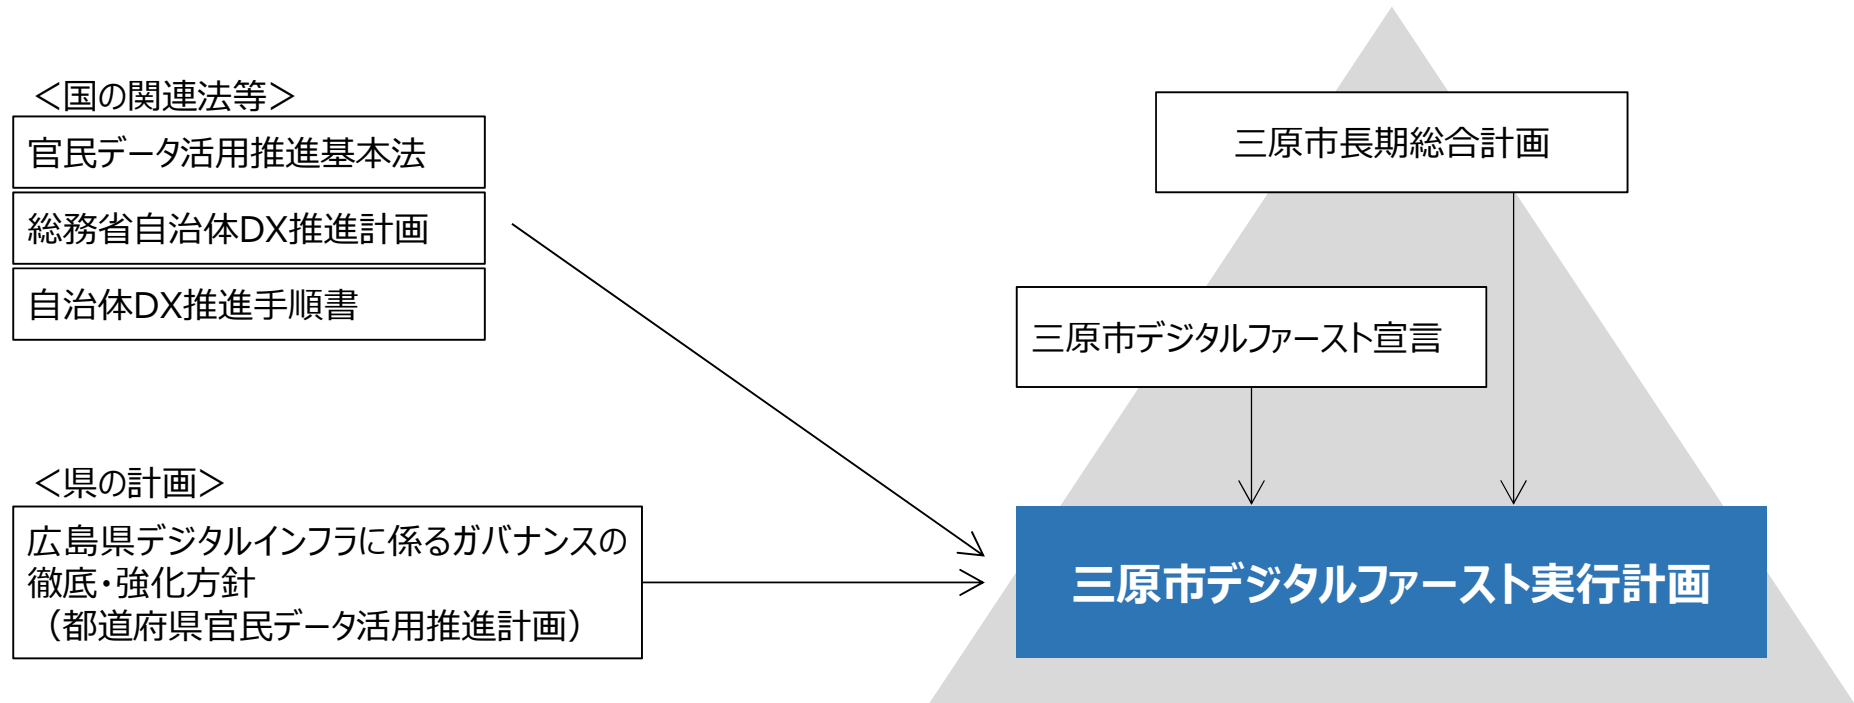 ＜国の関連法等＞
官民データ活用推進基本法
総務省自治体DX推進計画
自治体DX推進手順書
＜県の計画＞
広島県デジタルインフラに係るガバナンスの
徹底・強化方針
（都道府県官民データ活用推進計画）
三原市長期総合計画
三原市デジタルファースト宣言
三原市デジタルファースト実行計画